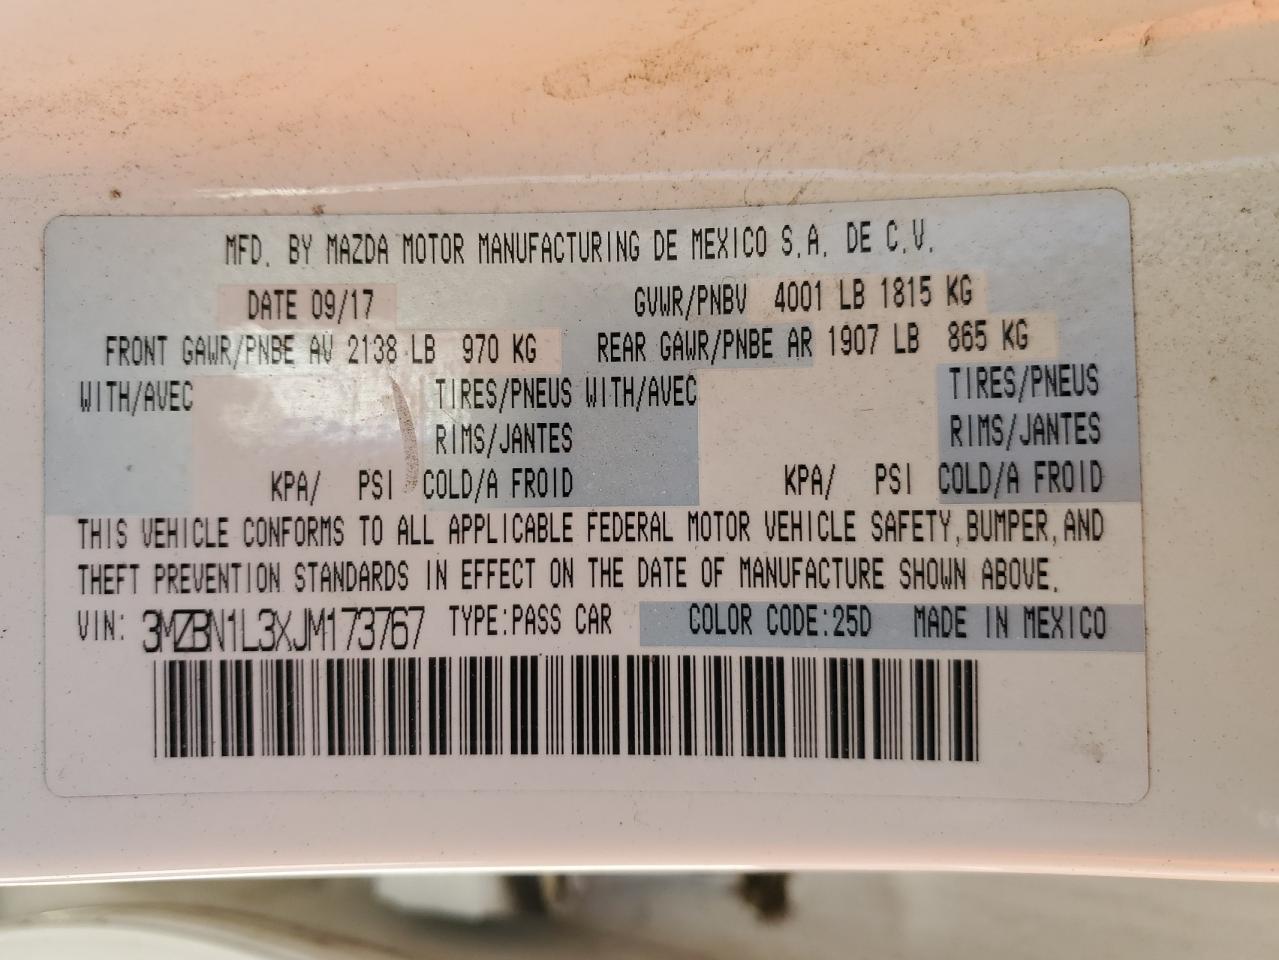 MFD. BY MAZDA MOTOR MANUFACTURING DE MEXICO S.A. DE C.V.
DATE 09/17 GVWR/PNBV 4001 LB 1815 KG
FRONT GAWR/PNBE AV 2138 LB 970 KG REAR GAWR/PNBE AR 1907 LB 865 KG
WITH/AVEC TIRES/PNEUS WITH/AVEC TIRES/PNEUS
RIMS/JANTES RIMS/JANTES
KPA/ PSI COLD/A FROID KPA/ PSI COLD/A FROID
THIS VEHICLE CONFORMS TO ALL APPLICABLE FEDERAL MOTOR VEHICLE SAFETY,BUMPER,AND
THEFT PREVENTION STANDARDS IN EFFECT ON THE DATE OF MANUFACTURE SHOWN ABOVE.
VIN: 3MZBN1L3XJM173767 TYPE:PASS CAR COLOR CODE:25D MADE IN MEXICO